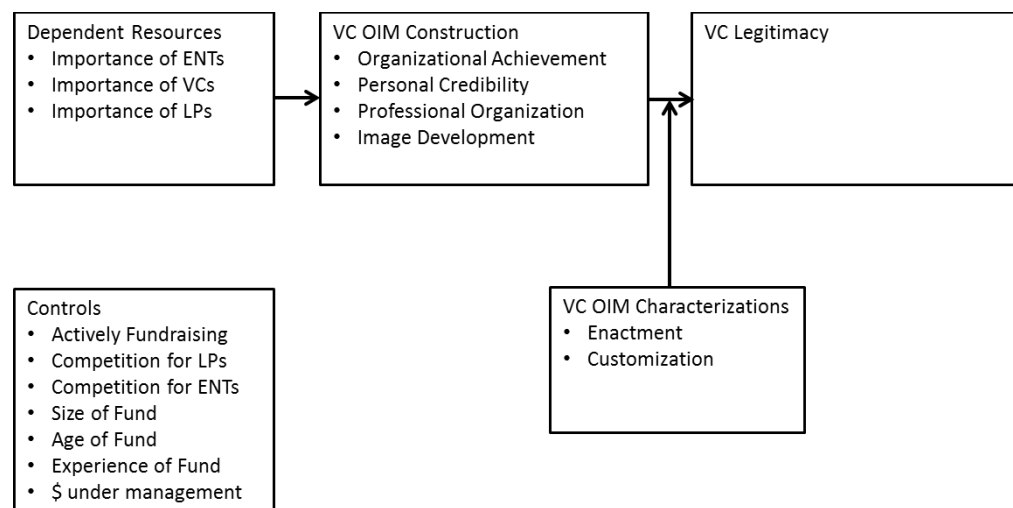 Dependent Resources
• Importance of ENTs
• Importance of VCs
• Importance of LPs
VC OIM Construction
• Organizational Achievement
• Personal Credibility
• Professional Organization
• Image Development
VC Legitimacy
Controls
• Actively Fundraising
• Competition for LPs
• Competition for ENTs
• Size of Fund
• Age of Fund
• Experience of Fund
• $ under management
VC OIM Characterizations
• Enactment
• Customization